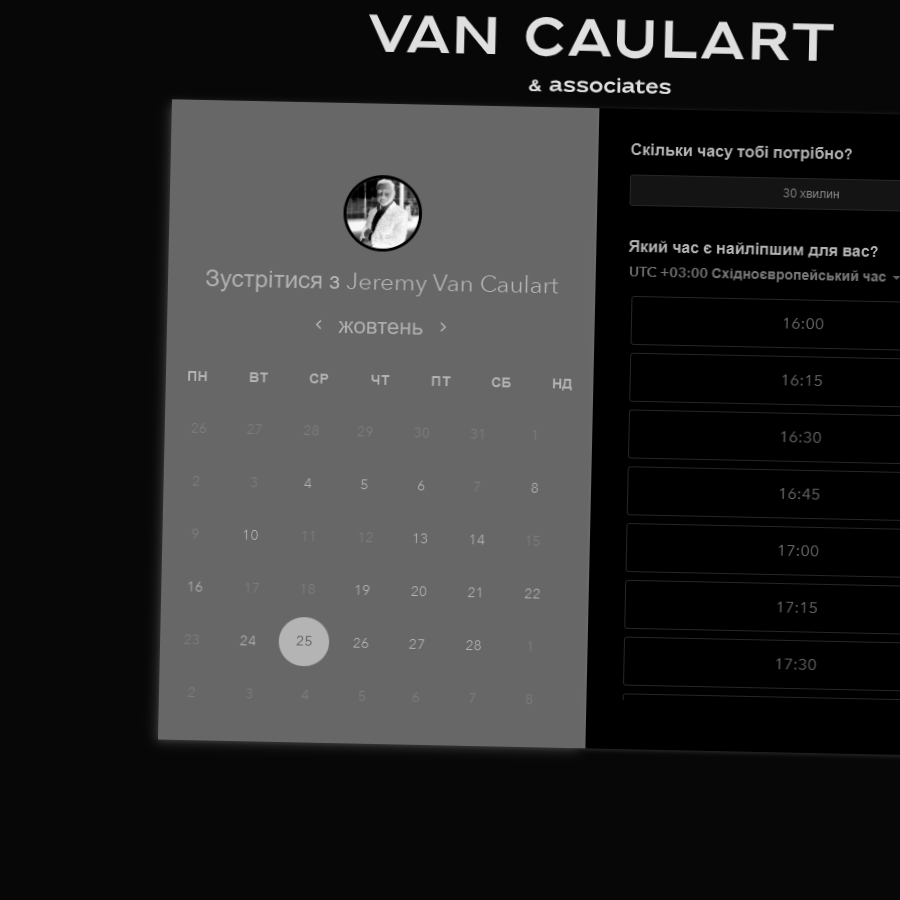 VAN CAULART
& associates
Зустрітися з Jeremy Van Caulart
жовтень
ПН ВТ СР ЧТ ПТ СБ НД
26 27 28 29 30 31 1
2 3 4 5 6 7 8
9 10 11 12 13 14 15
16 17 18 19 20 21 22
23 24 25 26 27 28 1
2 3 4 5 6 7 8
Скільки часу тобі потрібно?
30 хвилин
Який час є найліпшим для вас?
UTC +03:00 Східноєвропейський час
16:00
16:15
16:30
16:45
17:00
17:15
17:30